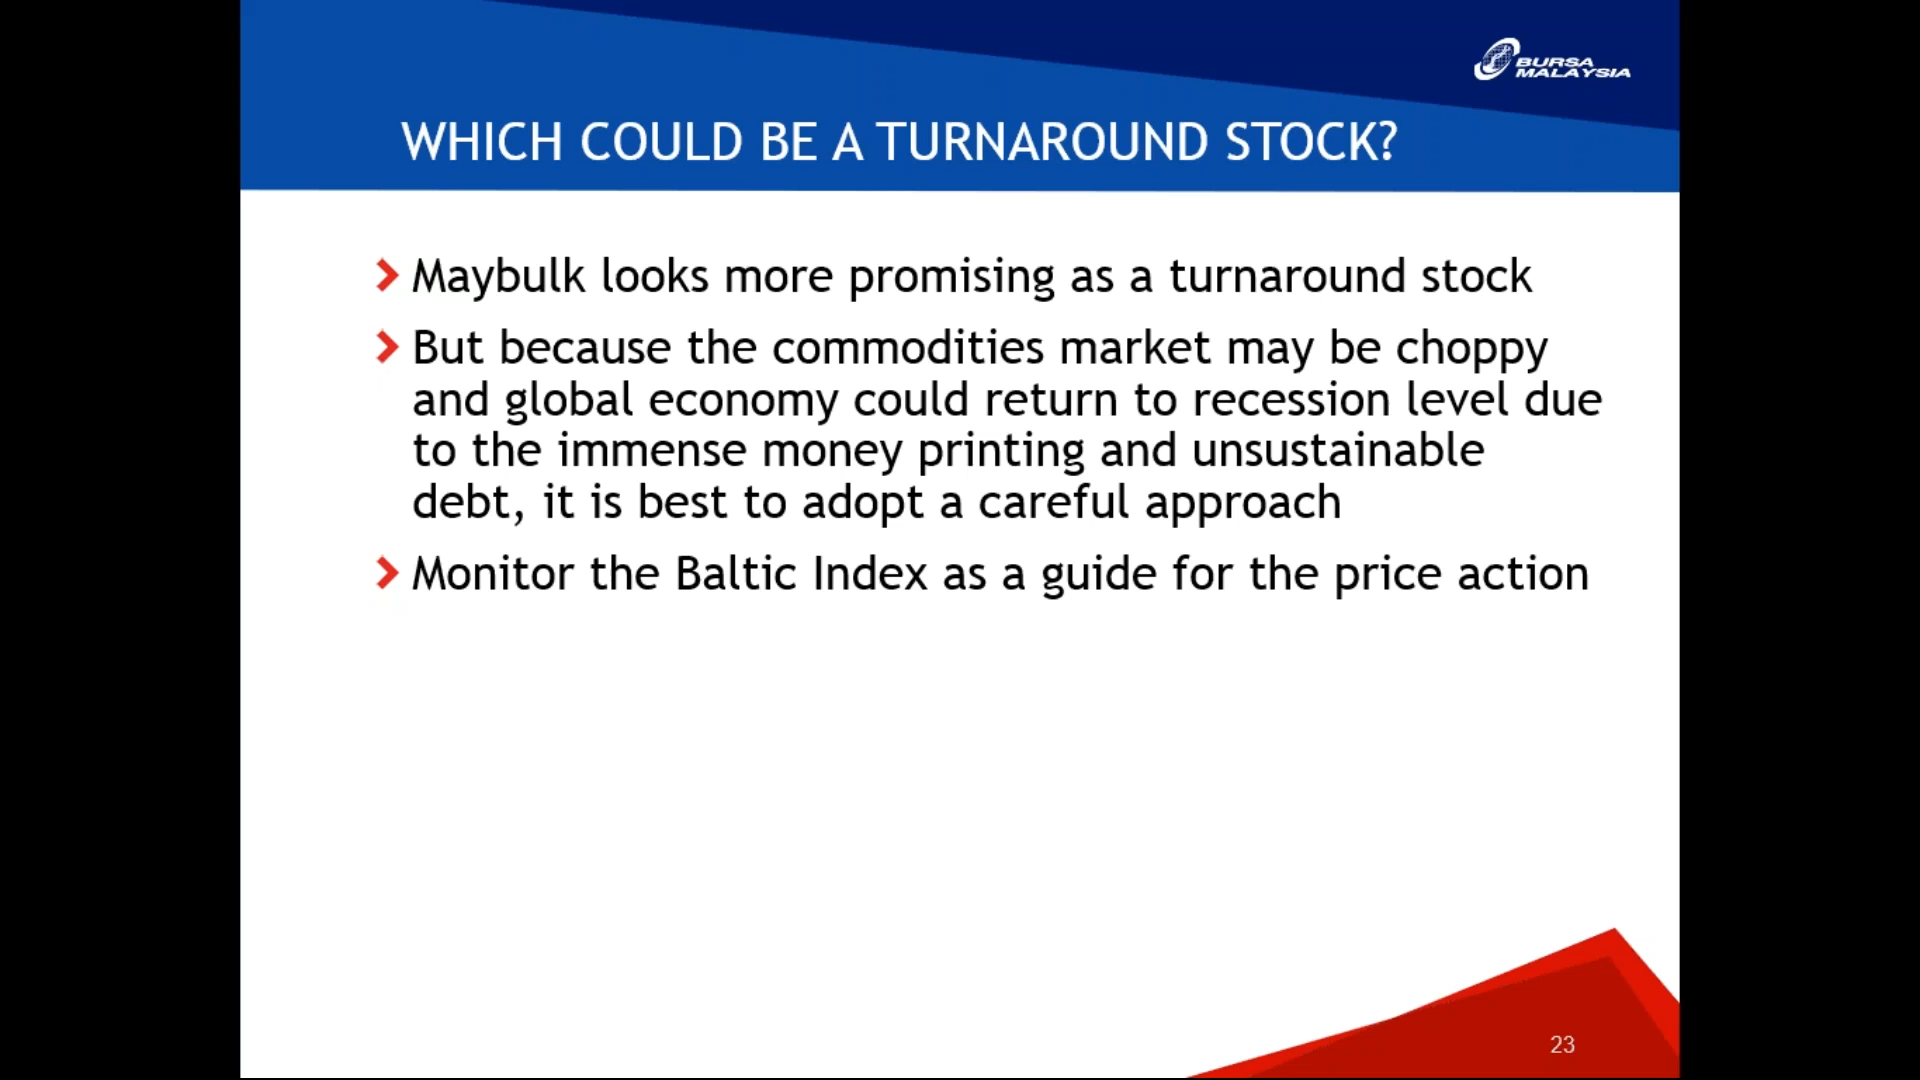 BURSA
MALAYSIA
WHICH COULD BE A TURNAROUND STOCK?
Maybulk looks more promising as a turnaround stock
But because the commodities market may be choppy
and global economy could return to recession level due
to the immense money printing and unsustainable
debt, it is best to adopt a careful approach
Monitor the Baltic Index as a guide for the price action
23